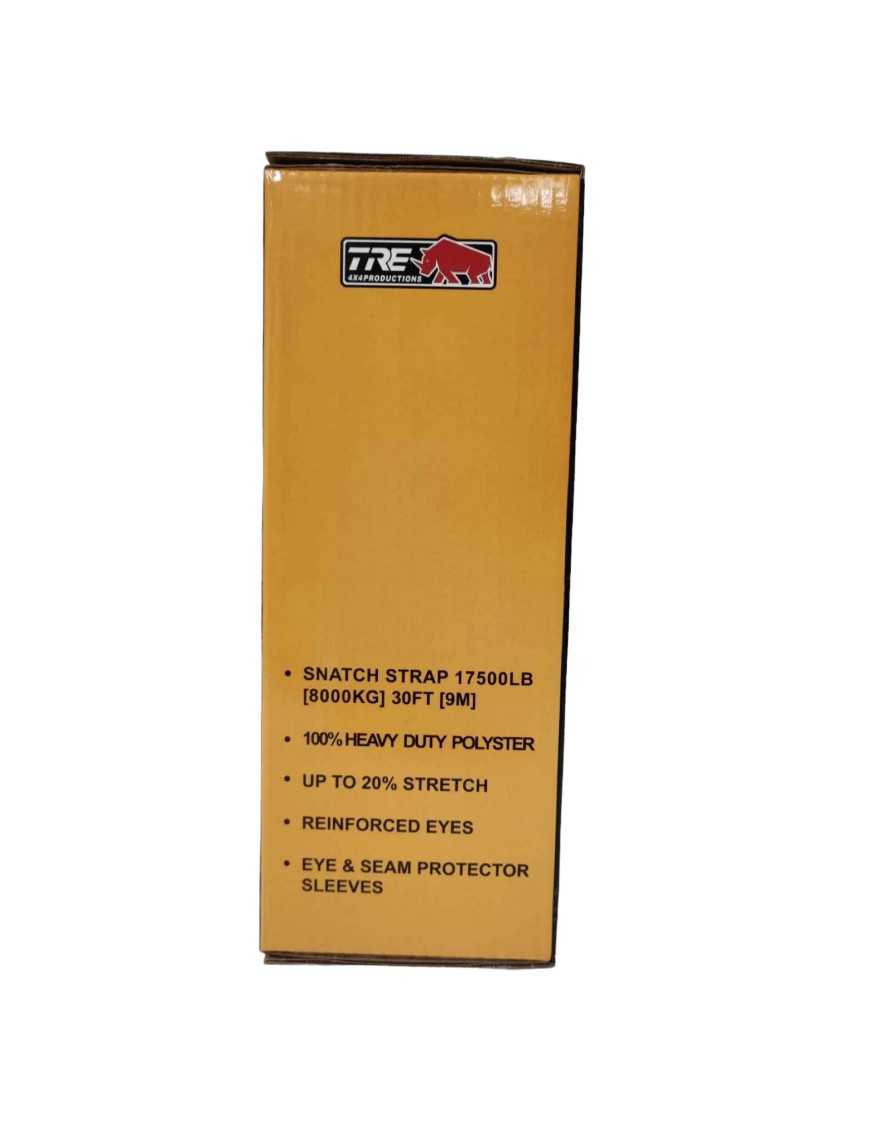 TRE
4X4PRODUCTIONS
• SNATCH STRAP 17500LB
[8000KG] 30FT [9M]
• 100% HEAVY DUTY POLYSTER
• UP TO 20% STRETCH
• REINFORCED EYES
• EYE & SEAM PROTECTOR
SLEEVES